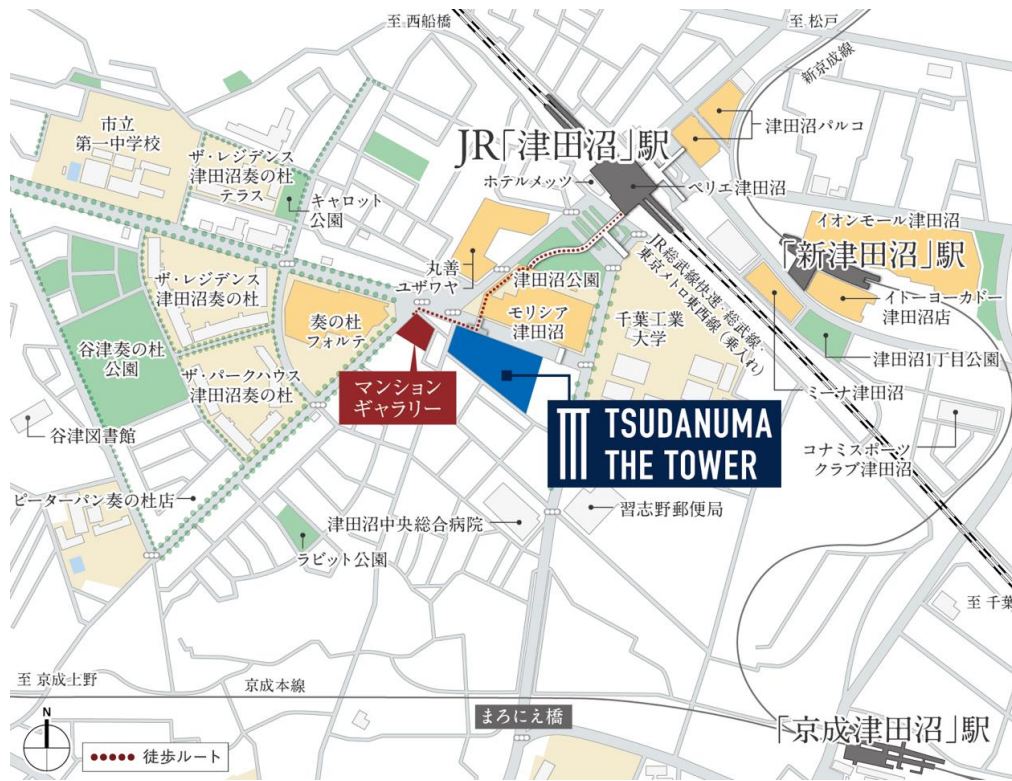 至 西船橋
至 松戸
新京成線
市立
第一中学校
ザ・レジデンス
津田沼奏の杜
テラス
キャロット
公園
JR「津田沼」駅
ホテルメッツ
ペリエ津田沼
津田沼パルコ
イオンモール津田沼
「新津田沼」駅
イトーヨーカドー
津田沼店
丸善
ユザワヤ
津田沼公園
モリシア
津田沼
JR総武線快速・総武線・
東京メトロ東西線(乗入れ)
千葉工業
大学
津田沼1丁目公園
ミーナ津田沼
コナミスポーツ
クラブ津田沼
ザ・レジデンス
津田沼奏の杜
奏の杜
フォルテ
谷津奏の杜
公園
ザ・パークハウス
津田沼奏の杜
マンション
ギャラリー
TSUDANUMA
THE TOWER
谷津図書館
ピーターパン奏の杜店
ラビット公園
津田沼中央総合病院
習志野郵便局
至 千葉
至 京成上野
京成本線
まろにえ橋
「京成津田沼」駅
N
徒歩ルート